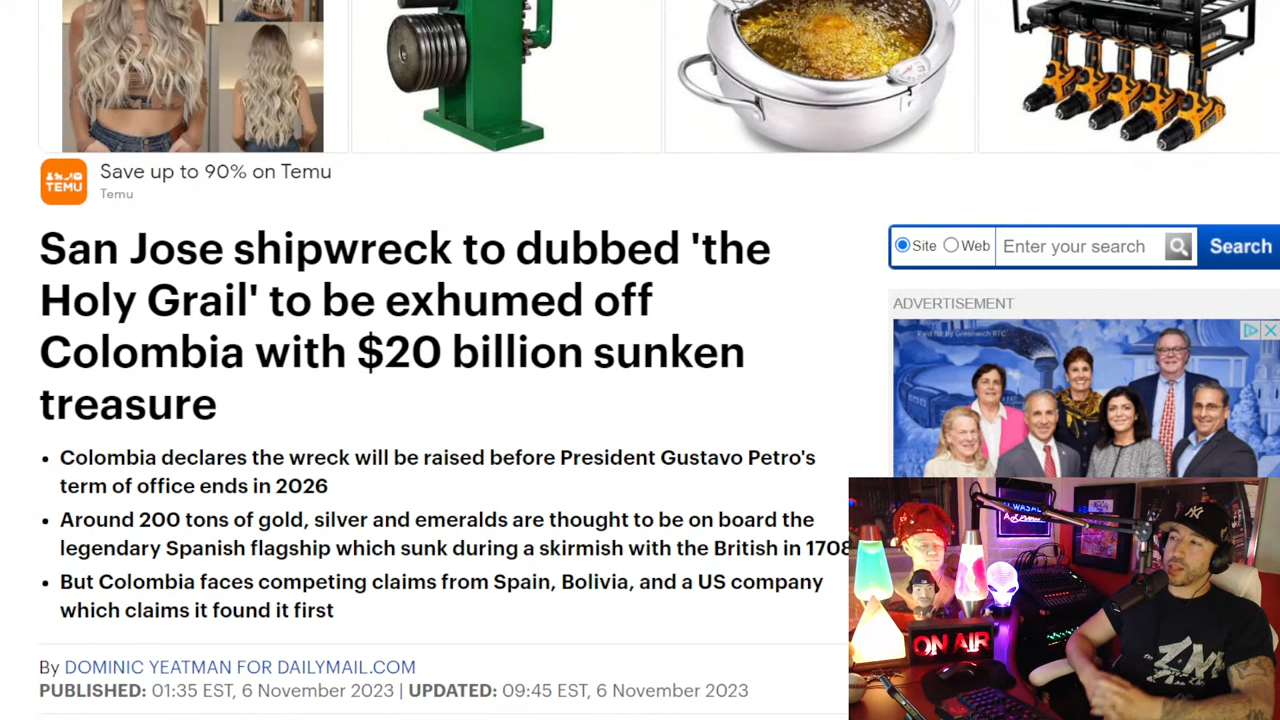 TEMU
Save up to 90% on Temu
Temu
San Jose shipwreck to dubbed 'the
Holy Grail' to be exhumed off
Colombia with $20 billion sunken
treasure
Colombia declares the wreck will be raised before President Gustavo Petro's
term of office ends in 2026
Around 200 tons of gold, silver and emeralds are thought to be on board the
legendary Spanish flagship which sunk during a skirmish with the British in 1708
But Colombia faces competing claims from Spain, Bolivia, and a US company
which claims it found it first
By DOMINIC YEATMAN FOR DAILYMAIL.COM
PUBLISHED: 01:35 EST, 6 November 2023 | UPDATED: 09:45 EST, 6 November 2023
Site Web Enter your search Search
ADVERTISEMENT
Greenwich RTC
WASAL
ON AIR
NY